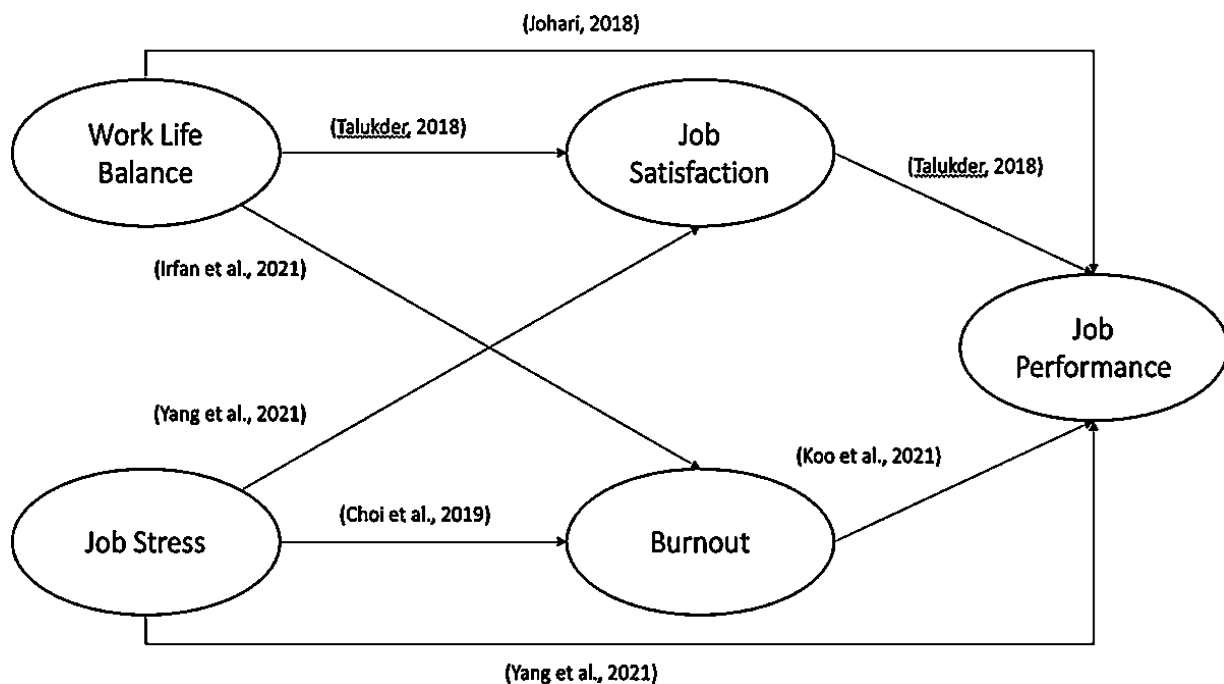 (Johari, 2018)
Work Life
Balance
(Talukder, 2018)
Job
Satisfaction
(Talukder, 2018)
(Irfan et al., 2021)
Job
Performance
(Yang et al., 2021)
(Koo et al., 2021)
Job Stress
(Choi et al., 2019)
Burnout
(Yang et al., 2021)